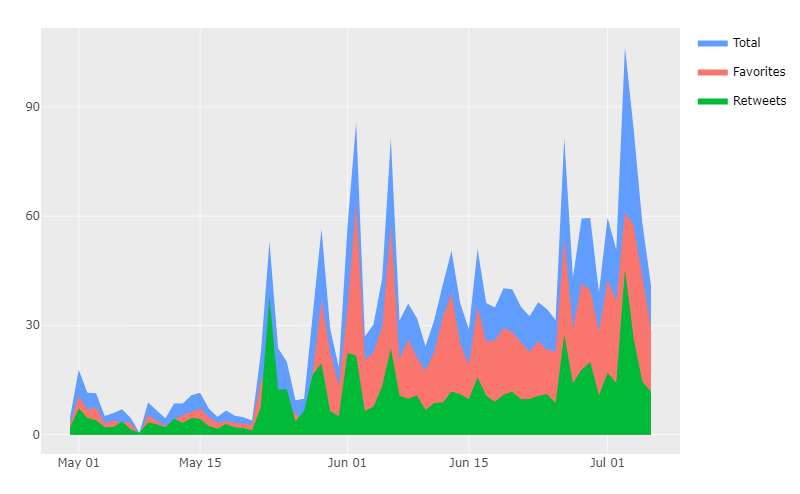 Total
Favorites
Retweets
90
60
30
0
May 01
May 15
Jun 01
Jun 15
Jul 01